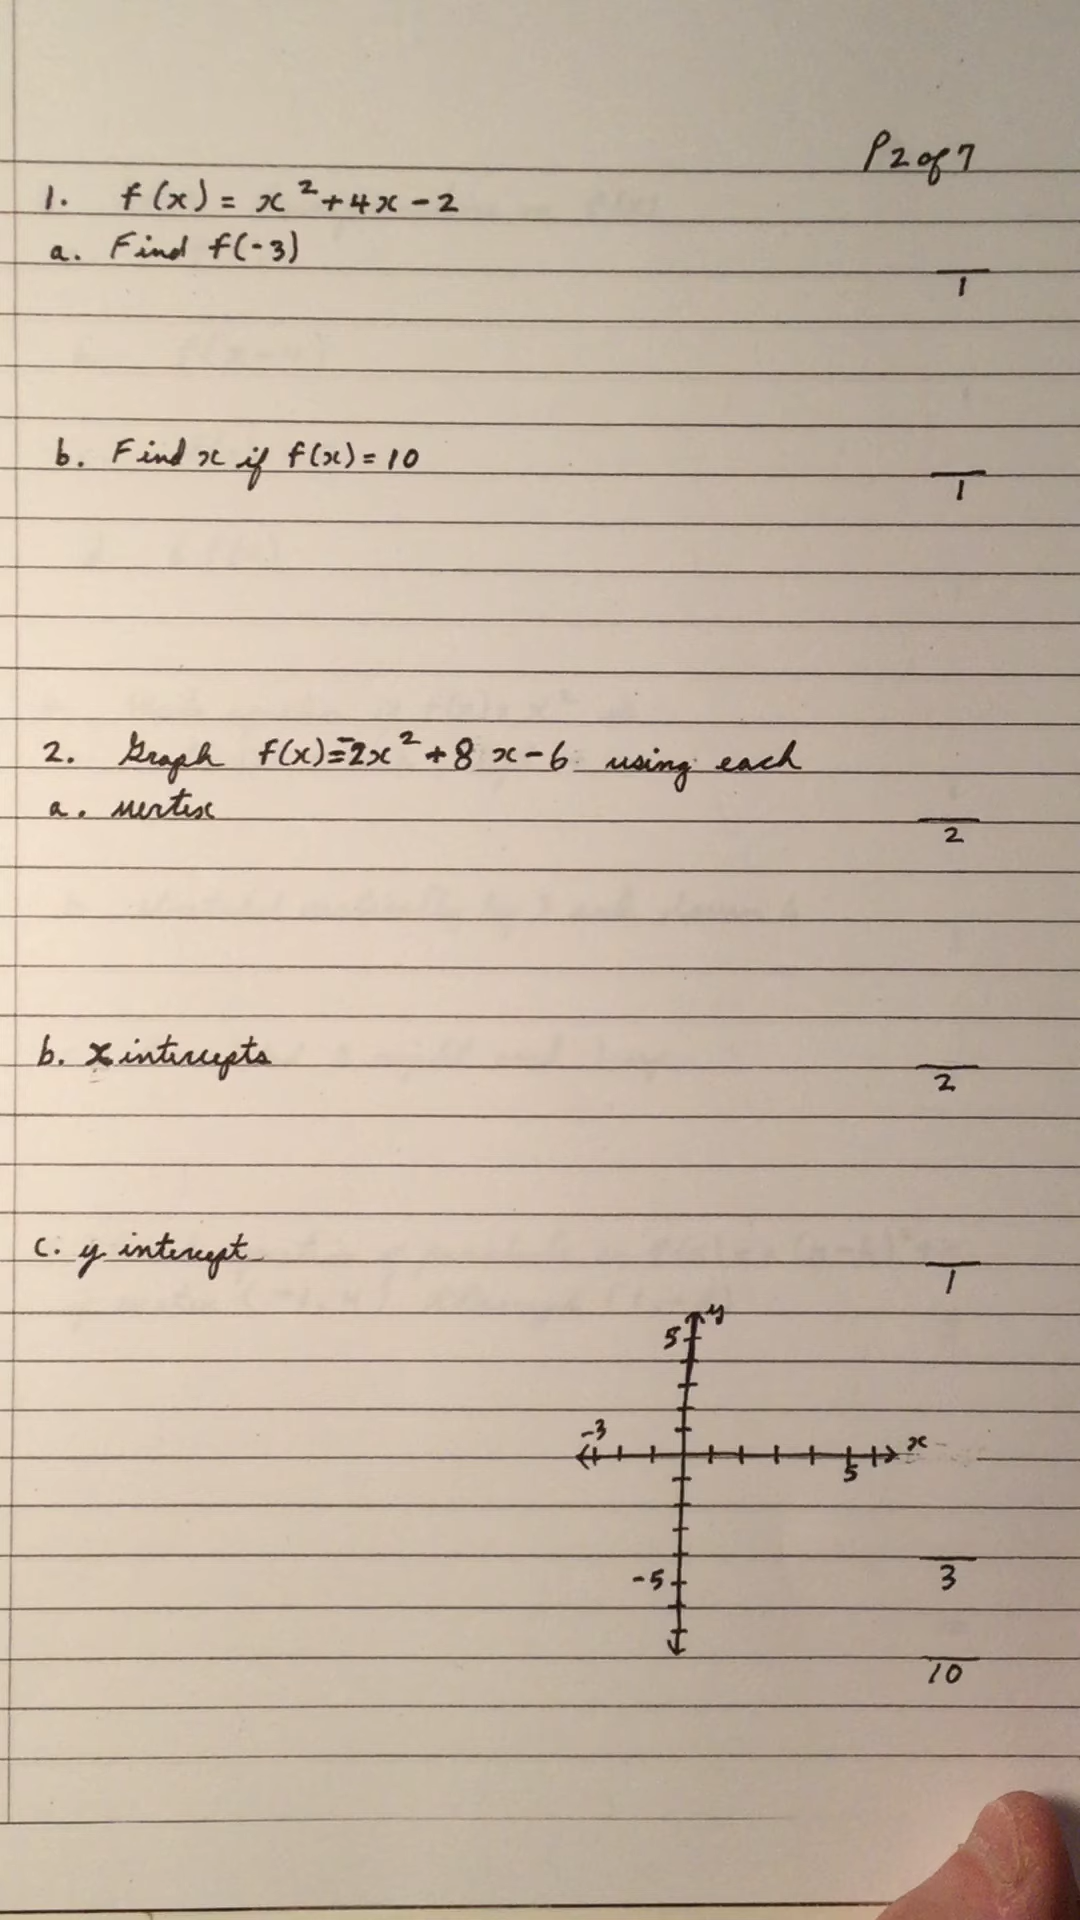 P2 of 7
1. f(x) = x²+4x-2
a. Find f(-3)
1
b. Find x if f(x) = 10
1
2. Graph f(x)=⁻2x²+8x-6 using each
a. vertex
2
b. x intercepts
2
c. y intercept
1
y
5
-3
x
5
-5
3
10